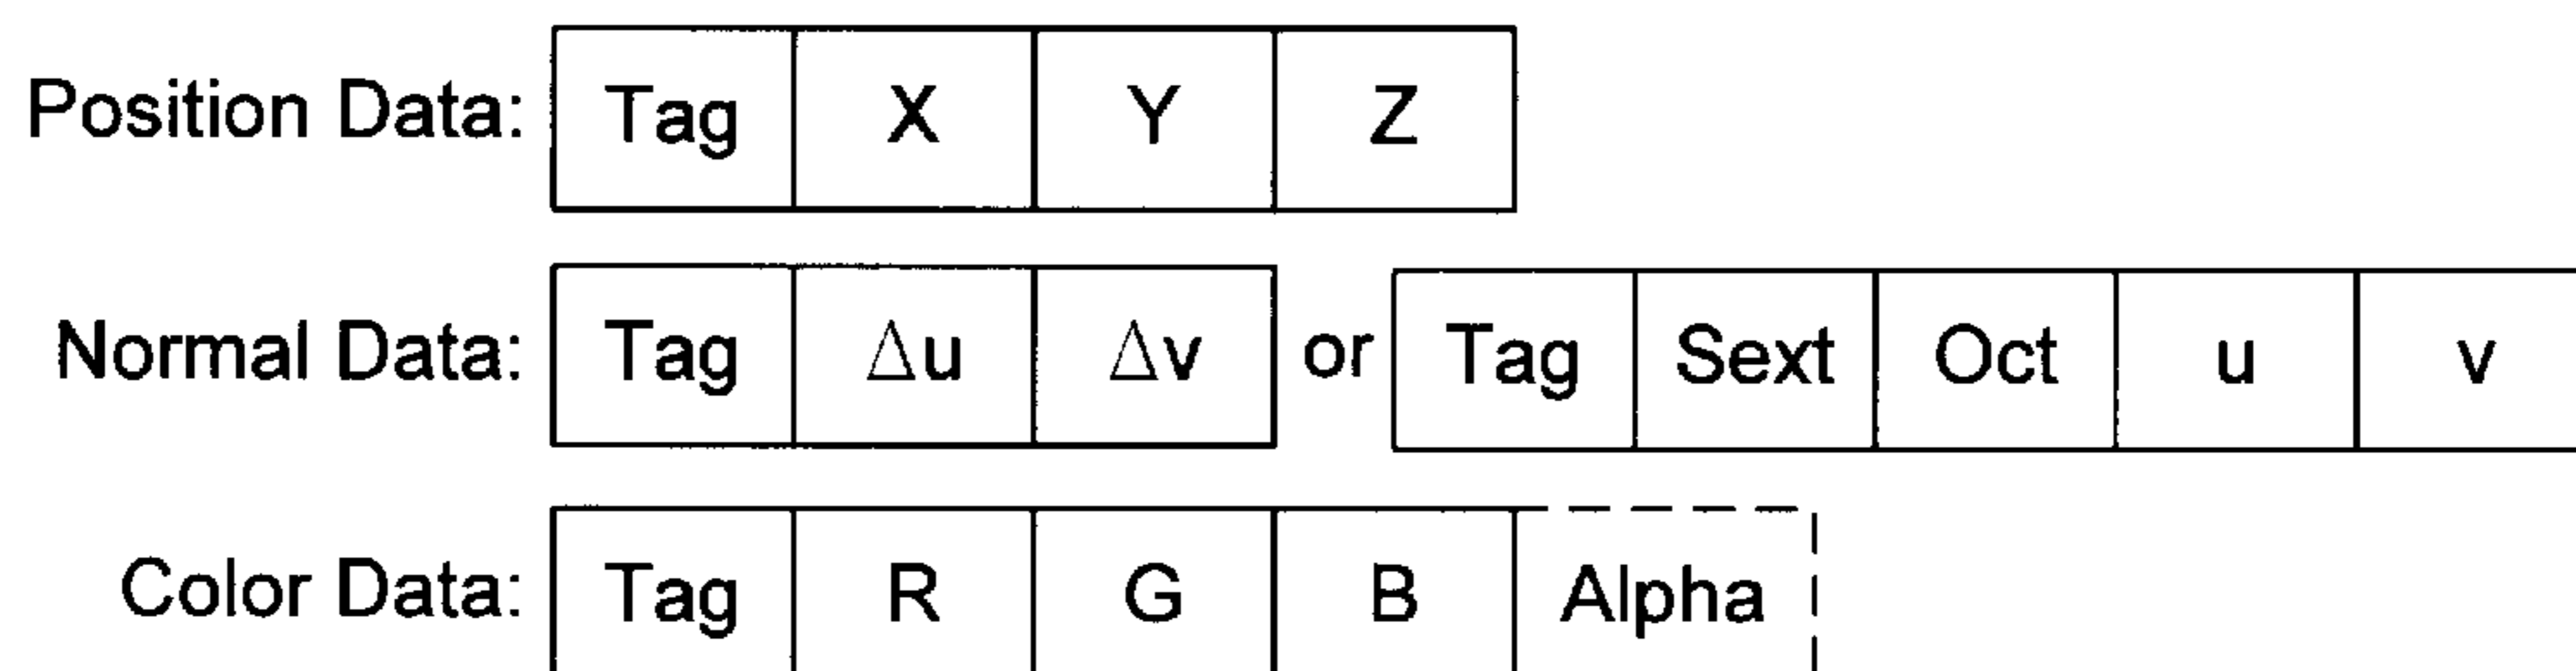 Position Data: Tag X Y Z
Normal Data: Tag Δu Δv or Tag Sext Oct u v
Color Data: Tag R G B Alpha